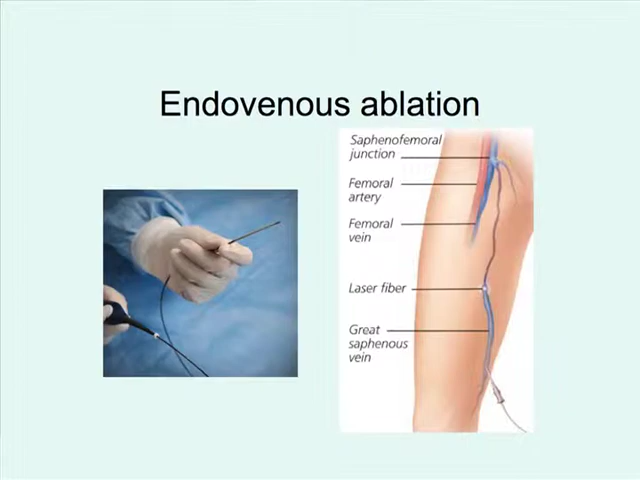 Endovenous ablation
Saphenofemoral
junction
Femoral
artery
Femoral
vein
Laser fiber
Great
saphenous
vein